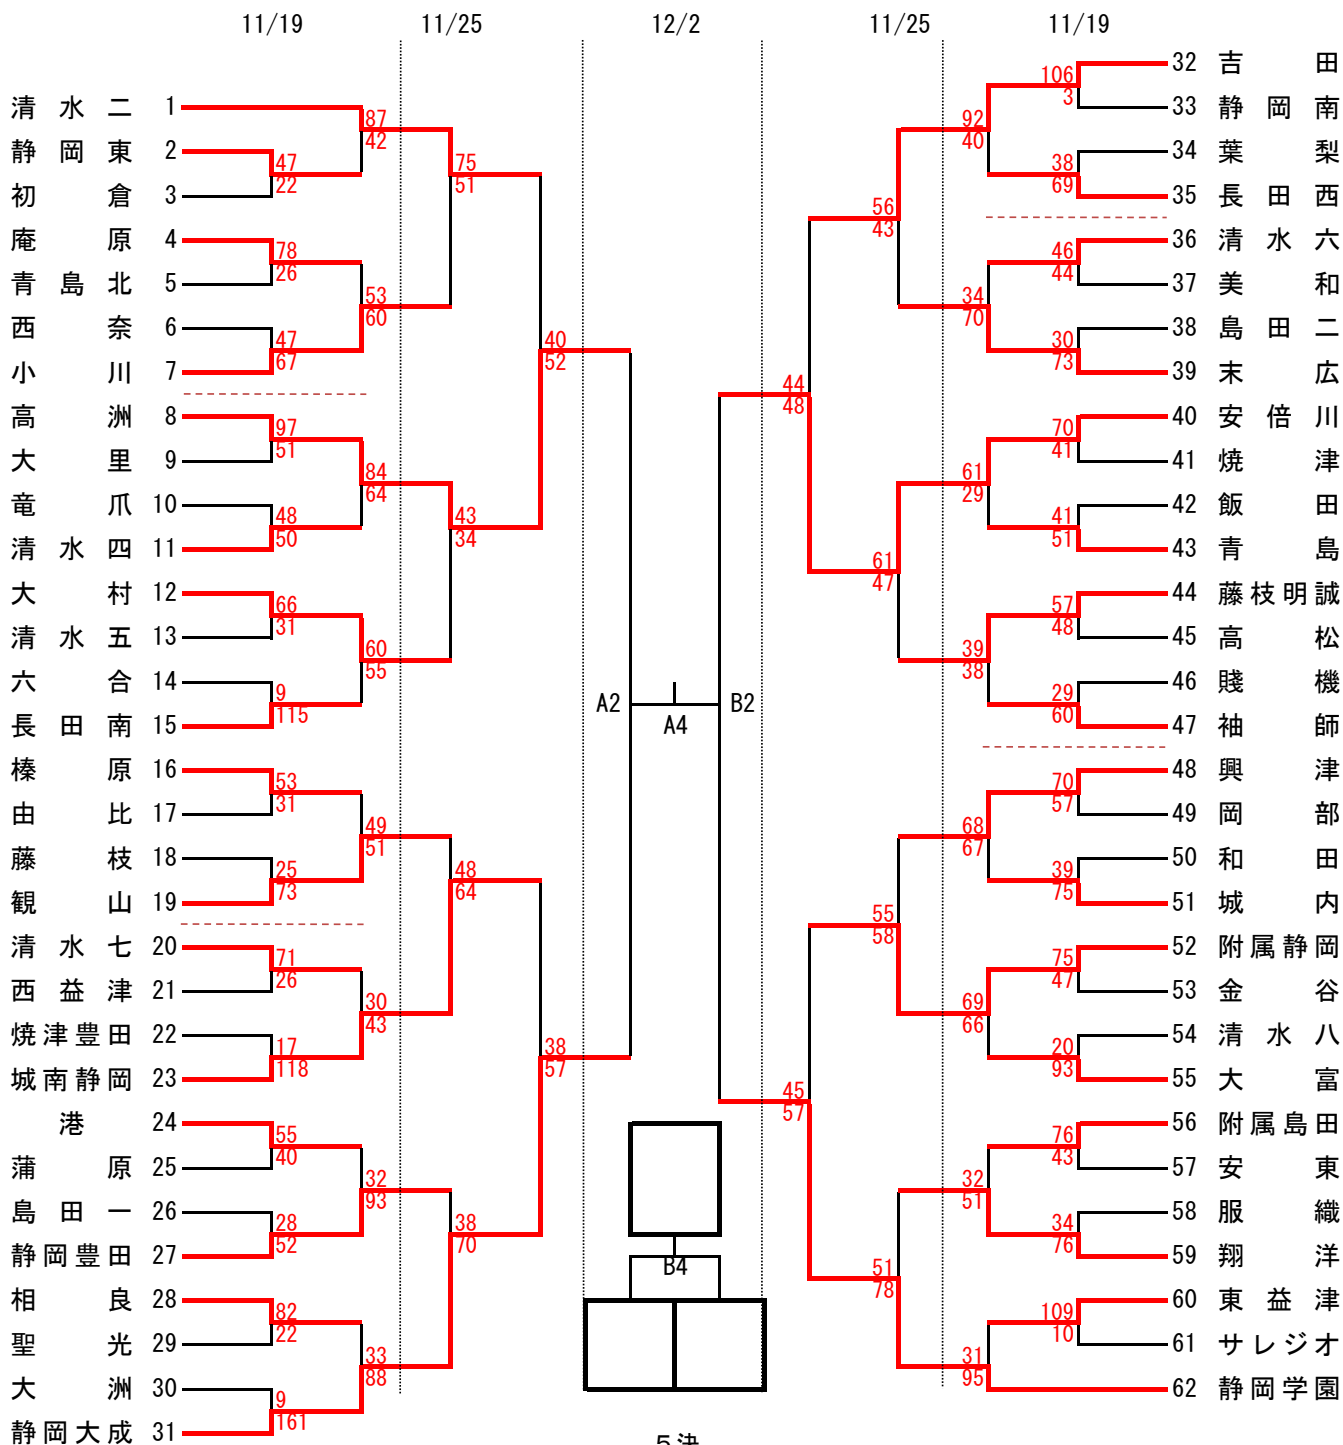 11/19 11/25 12/2 11/25 11/19
清水二 1
87
42
静岡東 2
47
22
初倉 3
75
51
庵原 4
78
26
青島北 5
53
60
西奈 6
47
67
小川 7
40
52
高洲 8
97
51
大里 9
84
64
竜爪 10
48
50
清水四 11
43
34
大村 12
66
31
清水五 13
60
55
六合 14
9
115
長田南 15
榛原 16
53
31
由比 17
49
51
藤枝 18
25
73
観山 19
48
64
清水七 20
71
26
西益津 21
30
43
焼津豊田 22
17
118
城南静岡 23
38
57
港 24
55
40
蒲原 25
32
93
島田一 26
28
52
静岡豊田 27
38
70
相良 28
82
22
聖光 29
33
88
大洲 30
9
161
静岡大成 31
A2 A4 B2
B4
5決
32 吉田
106
3
33 静岡南
92
40
34 葉梨
38
69
35 長田西
56
43
36 清水六
46
44
37 美和
34
70
38 島田二
30
73
39 末広
44
48
40 安倍川
70
41
41 焼津
61
29
42 飯田
41
51
43 青島
61
47
44 藤枝明誠
57
48
45 高松
39
38
46 賤機
29
60
47 袖師
48 興津
70
57
49 岡部
68
67
50 和田
39
75
51 城内
55
58
52 附属静岡
75
47
53 金谷
69
66
54 清水八
20
93
55 大富
45
57
56 附属島田
76
43
57 安東
32
51
58 服織
34
76
59 翔洋
51
78
60 東益津
109
10
61 サレジオ
31
95
62 静岡学園